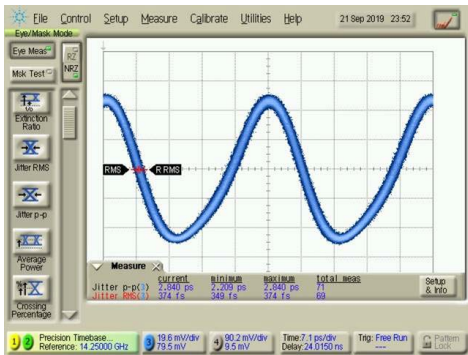 File Control Setup Measure Calibrate Utilities Help 21 Sep 2019 23:52
Eye/Mask Mode
Eye Meas
RZ
NRZ
Msk Test
Extinction Ratio
Jitter RMS
RMS R RMS
Jitter p-p
Average Power
Crossing Percentage
Measure
current minimum maximum total meas
Jitter p-p(3) 2.840 ps 2.209 ps 2.840 ps 71
Jitter RMS(3) 374 fs 349 fs 374 fs 69
Setup & Info
1 2 Precision Timebase...
Reference: 14.25000 GHz
3 19.6 mV/div
79.5 mV
4 90.2 mV/div
9.5 mV
Time:7.1 ps/div
Delay:24.0150 ns
Trig: Free Run
---
Pattern Lock